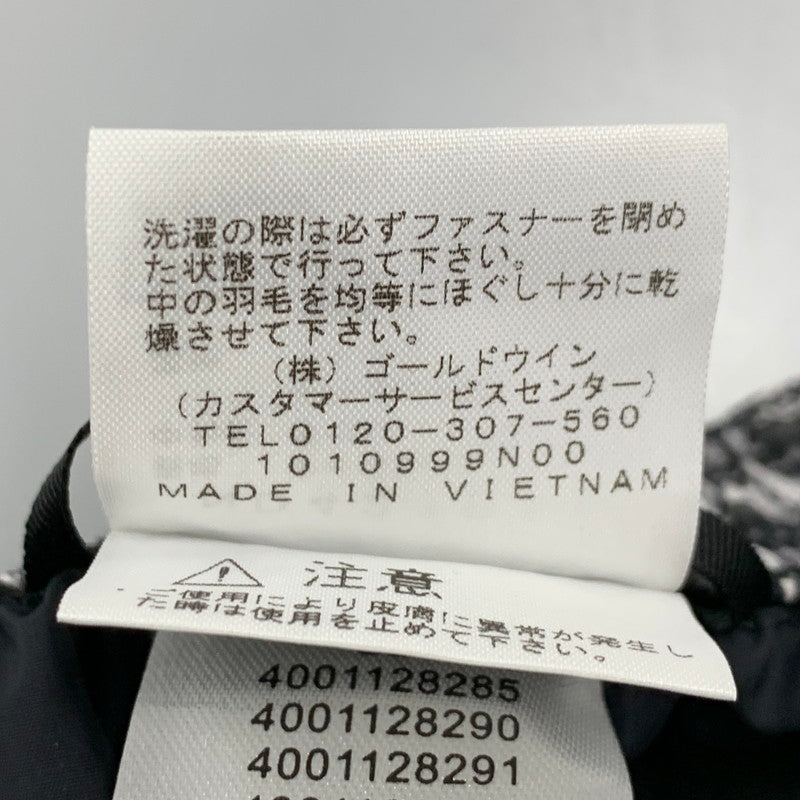 洗濯の際は必ずファスナーを閉め
た状態で行って下さい。
中の羽毛を均等にほぐし十分に乾
燥させて下さい。
(株) ゴールドウイン
(カスタマーサービスセンター)
TEL0120-307-560
1010999N00
MADE IN VIETNAM
注意
ご使用により皮膚に異常が発生し
た時は使用を止めて下さい。
4001128285
4001128290
4001128291